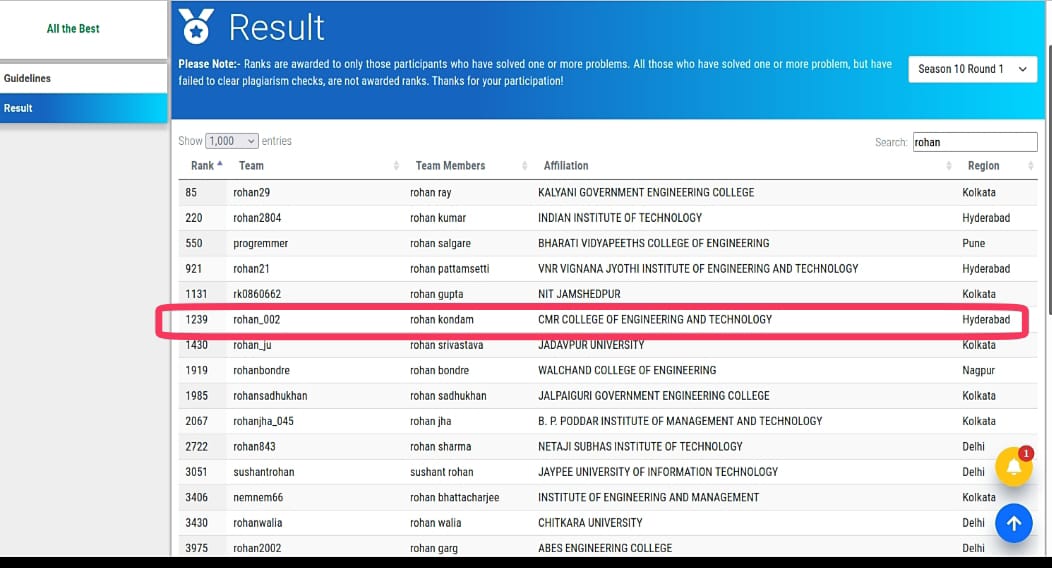 All the Best
Guidelines
Result
Result
Please Note:- Ranks are awarded to only those participants who have solved one or more problems. All those who have solved one or more problem, but have
failed to clear plagiarism checks, are not awarded ranks. Thanks for your participation!
Season 10 Round 1
Show 1,000 entries
Search: rohan
Rank Team Team Members Affiliation Region
85 rohan29 rohan ray KALYANI GOVERNMENT ENGINEERING COLLEGE Kolkata
220 rohan2804 rohan kumar INDIAN INSTITUTE OF TECHNOLOGY Hyderabad
550 progremmer rohan salgare BHARATI VIDYAPEETHS COLLEGE OF ENGINEERING Pune
921 rohan21 rohan pattamsetti VNR VIGNANA JYOTHI INSTITUTE OF ENGINEERING AND TECHNOLOGY Hyderabad
1131 rk0860662 rohan gupta NIT JAMSHEDPUR Kolkata
1239 rohan_002 rohan kondam CMR COLLEGE OF ENGINEERING AND TECHNOLOGY Hyderabad
1430 rohan_ju rohan srivastava JADAVPUR UNIVERSITY Kolkata
1919 rohanbondre rohan bondre WALCHAND COLLEGE OF ENGINEERING Nagpur
1985 rohansadhukhan rohan sadhukhan JALPAIGURI GOVERNMENT ENGINEERING COLLEGE Kolkata
2067 rohanjha_045 rohan jha B. P. PODDAR INSTITUTE OF MANAGEMENT AND TECHNOLOGY Kolkata
2722 rohan843 rohan sharma NETAJI SUBHAS INSTITUTE OF TECHNOLOGY Delhi
3051 sushantrohan sushant rohan JAYPEE UNIVERSITY OF INFORMATION TECHNOLOGY Delhi
1
3406 nemnem66 rohan bhattacharjee INSTITUTE OF ENGINEERING AND MANAGEMENT Kolkata
3430 rohanwalia rohan walia CHITKARA UNIVERSITY Delhi
3975 rohan2002 rohan garg ABES ENGINEERING COLLEGE Delhi